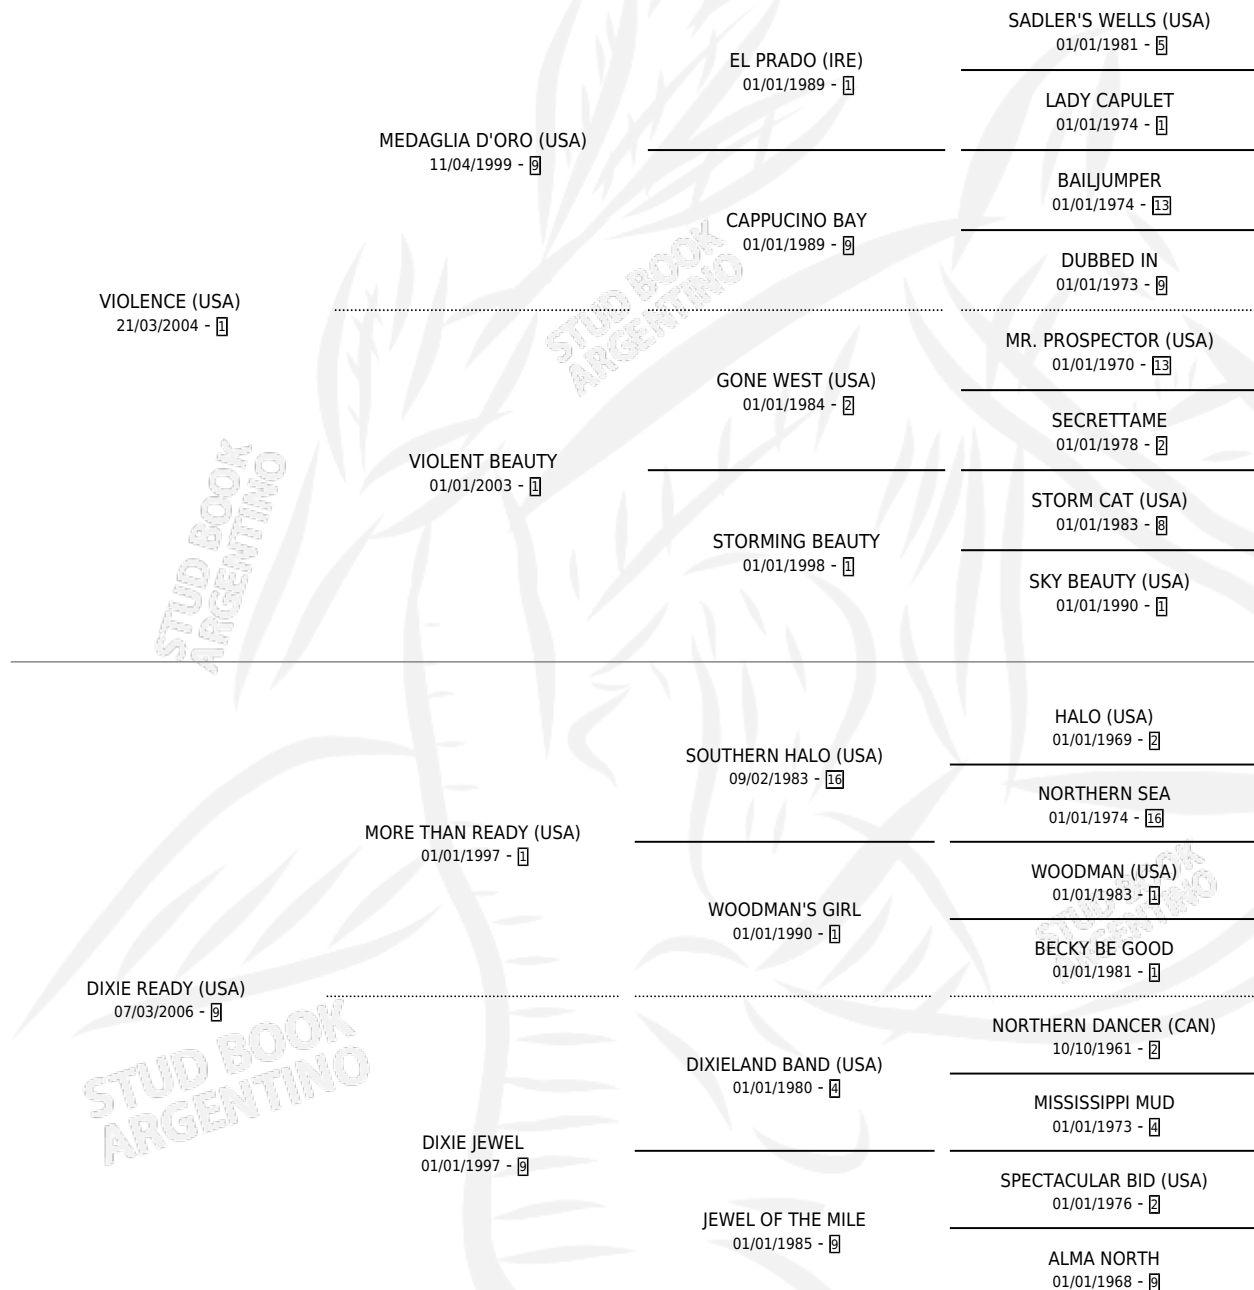 SADLER'S WELLS (USA)
01/01/1981 - 5
EL PRADO (IRE)
01/01/1989 - 1
LADY CAPULET
01/01/1974 - 1
MEDAGLIA D'ORO (USA)
11/04/1999 - 9
BAILJUMPER
01/01/1974 - 13
CAPPUCINO BAY
01/01/1989 - 9
DUBBED IN
01/01/1973 - 9
VIOLENCE (USA)
21/03/2004 - 1
STUD BOOK
ARGENTINO
MR. PROSPECTOR (USA)
01/01/1970 - 13
GONE WEST (USA)
01/01/1984 - 2
SECRETTAME
01/01/1978 - 2
VIOLENT BEAUTY
01/01/2003 - 1
STORM CAT (USA)
01/01/1983 - 8
STORMING BEAUTY
01/01/1998 - 1
SKY BEAUTY (USA)
01/01/1990 - 1
STUD BOOK
ARGENTINO
HALO (USA)
01/01/1969 - 2
SOUTHERN HALO (USA)
09/02/1983 - 16
NORTHERN SEA
01/01/1974 - 16
MORE THAN READY (USA)
01/01/1997 - 1
WOODMAN (USA)
01/01/1983 - 1
STUD BOOK
ARGENTINO
WOODMAN'S GIRL
01/01/1990 - 1
BECKY BE GOOD
01/01/1981 - 1
DIXIE READY (USA)
07/03/2006 - 9
STUD BOOK
ARGENTINO
NORTHERN DANCER (CAN)
10/10/1961 - 2
DIXIELAND BAND (USA)
01/01/1980 - 4
MISSISSIPPI MUD
01/01/1973 - 4
DIXIE JEWEL
01/01/1997 - 9
SPECTACULAR BID (USA)
01/01/1976 - 2
JEWEL OF THE MILE
01/01/1985 - 9
ALMA NORTH
01/01/1968 - 9